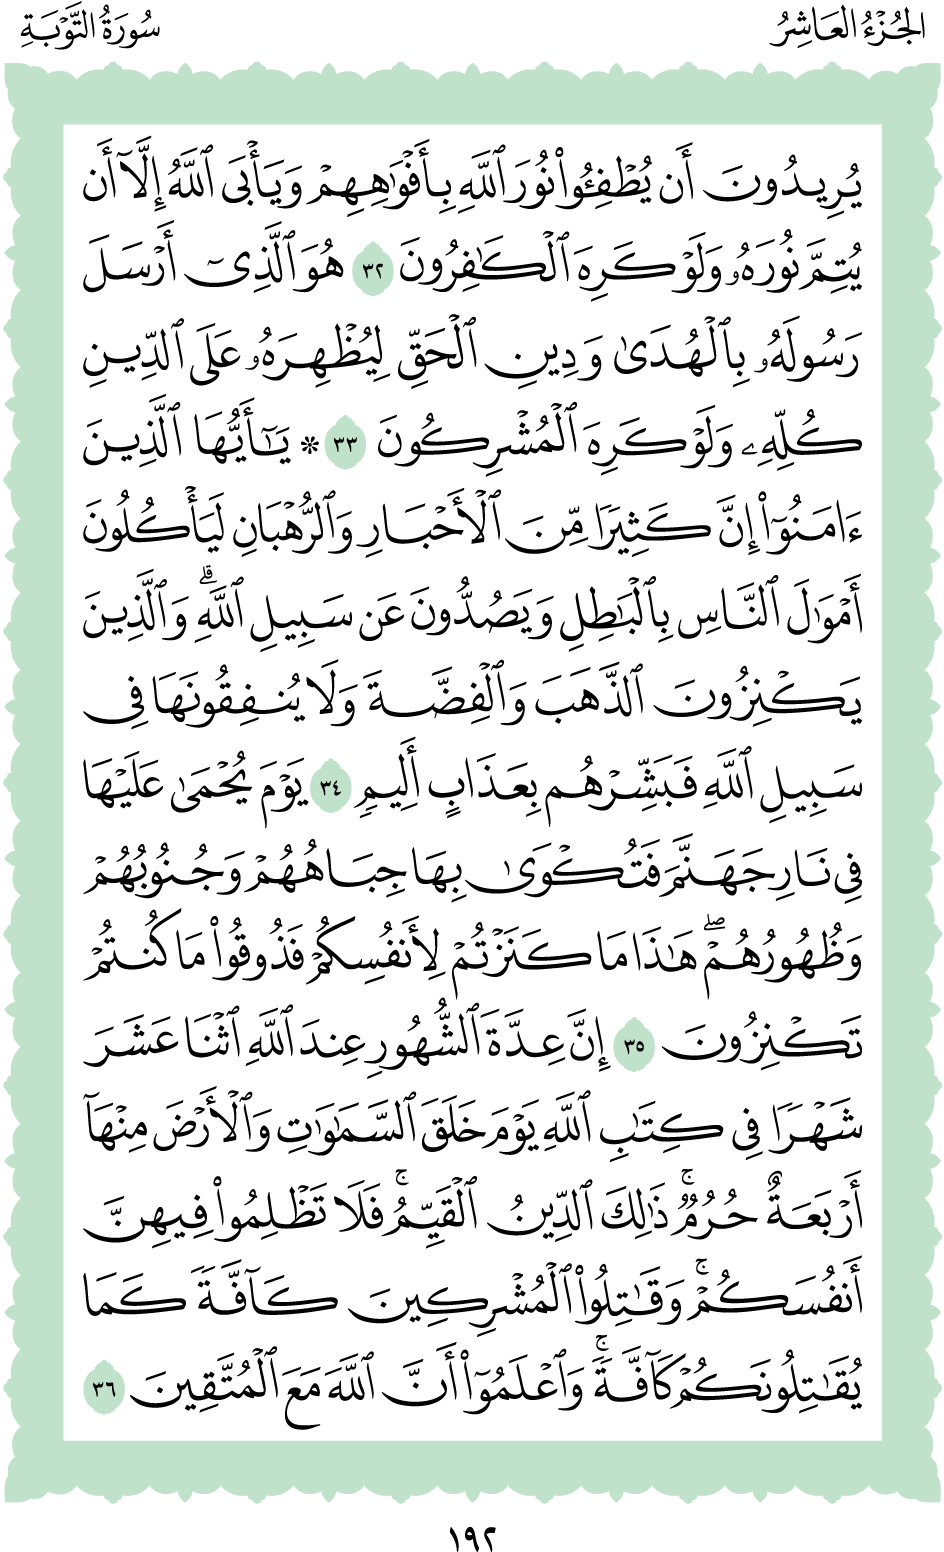 الجُزْءُ العَاشِرُ
سُورَةُ التَّوْبَةِ
يُرِيدُونَ أَن يُطْفِـُٔوا۟ نُورَ ٱللَّهِ بِأَفْوَٰهِهِمْ وَيَأْبَى ٱللَّهُ إِلَّآ أَن
يُتِمَّ نُورَهُۥ وَلَوْ كَرِهَ ٱلْكَـٰفِرُونَ ٣٢ هُوَ ٱلَّذِىٓ أَرْسَلَ
رَسُولَهُۥ بِٱلْهُدَىٰ وَدِينِ ٱلْحَقِّ لِيُظْهِرَهُۥ عَلَى ٱلدِّينِ
كُلِّهِۦ وَلَوْ كَرِهَ ٱلْمُشْرِكُونَ ٣٣ * يَـٰٓأَيُّهَا ٱلَّذِينَ
ءَامَنُوٓا۟ إِنَّ كَثِيرًا مِّنَ ٱلْأَحْبَارِ وَٱلرُّهْبَانِ لَيَأْكُلُونَ
أَمْوَٰلَ ٱلنَّاسِ بِٱلْبَـٰطِلِ وَيَصُدُّونَ عَن سَبِيلِ ٱللَّهِ ۗ وَٱلَّذِينَ
يَكْنِزُونَ ٱلذَّهَبَ وَٱلْفِضَّةَ وَلَا يُنفِقُونَهَا فِى
سَبِيلِ ٱللَّهِ فَبَشِّرْهُم بِعَذَابٍ أَلِيمٍ ٣٤ يَوْمَ يُحْمَىٰ عَلَيْهَا
فِى نَارِ جَهَنَّمَ فَتُكْوَىٰ بِهَا جِبَاهُهُمْ وَجُنُوبُهُمْ
وَظُهُورُهُمْ ۖ هَـٰذَا مَا كَنَزْتُمْ لِأَنفُسِكُمْ فَذُوقُوا۟ مَا كُنتُمْ
تَكْنِزُونَ ٣٥ إِنَّ عِدَّةَ ٱلشُّهُورِ عِندَ ٱللَّهِ ٱثْنَا عَشَرَ
شَهْرًا فِى كِتَـٰبِ ٱللَّهِ يَوْمَ خَلَقَ ٱلسَّمَـٰوَٰتِ وَٱلْأَرْضَ مِنْهَآ
أَرْبَعَةٌ حُرُمٌ ۚ ذَٰلِكَ ٱلدِّينُ ٱلْقَيِّمُ ۚ فَلَا تَظْلِمُوا۟ فِيهِنَّ
أَنفُسَكُمْ ۚ وَقَـٰتِلُوا۟ ٱلْمُشْرِكِينَ كَآفَّةً كَمَا
يُقَـٰتِلُونَكُمْ كَآفَّةً ۚ وَٱعْلَمُوٓا۟ أَنَّ ٱللَّهَ مَعَ ٱلْمُتَّقِينَ ٣٦
١٩٢